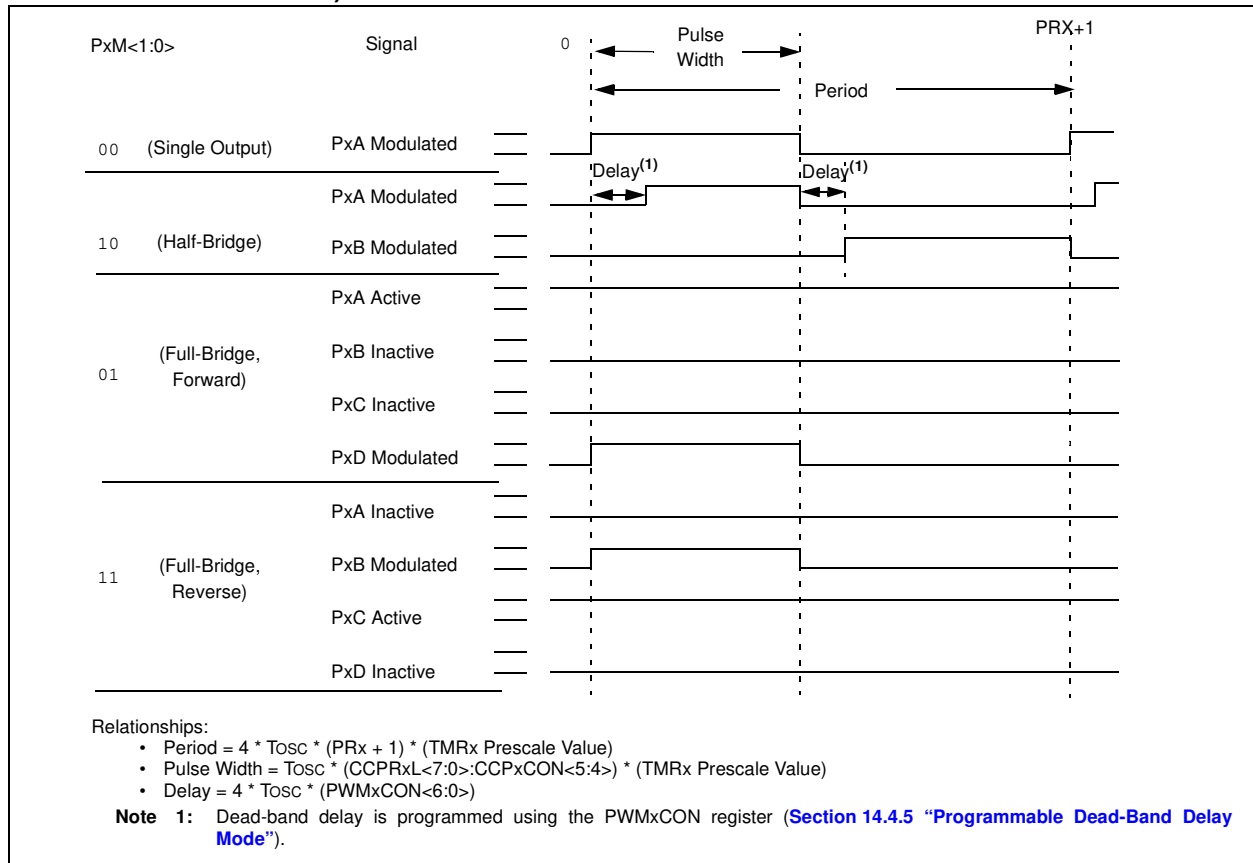 PxM<1:0> Signal 0 Pulse Width PRX+1
Period
00 (Single Output) PxA Modulated
Delay(1) Delay(1)
PxA Modulated
10 (Half-Bridge) PxB Modulated
PxA Active
01 (Full-Bridge, Forward) PxB Inactive
PxC Inactive
PxD Modulated
PxA Inactive
11 (Full-Bridge, Reverse) PxB Modulated
PxC Active
PxD Inactive
Relationships:
• Period = 4 * TOSC * (PRx + 1) * (TMRx Prescale Value)
• Pulse Width = TOSC * (CCPRxL<7:0>:CCPxCON<5:4>) * (TMRx Prescale Value)
• Delay = 4 * TOSC * (PWMxCON<6:0>)
Note 1: Dead-band delay is programmed using the PWMxCON register (Section 14.4.5 “Programmable Dead-Band Delay
Mode”).